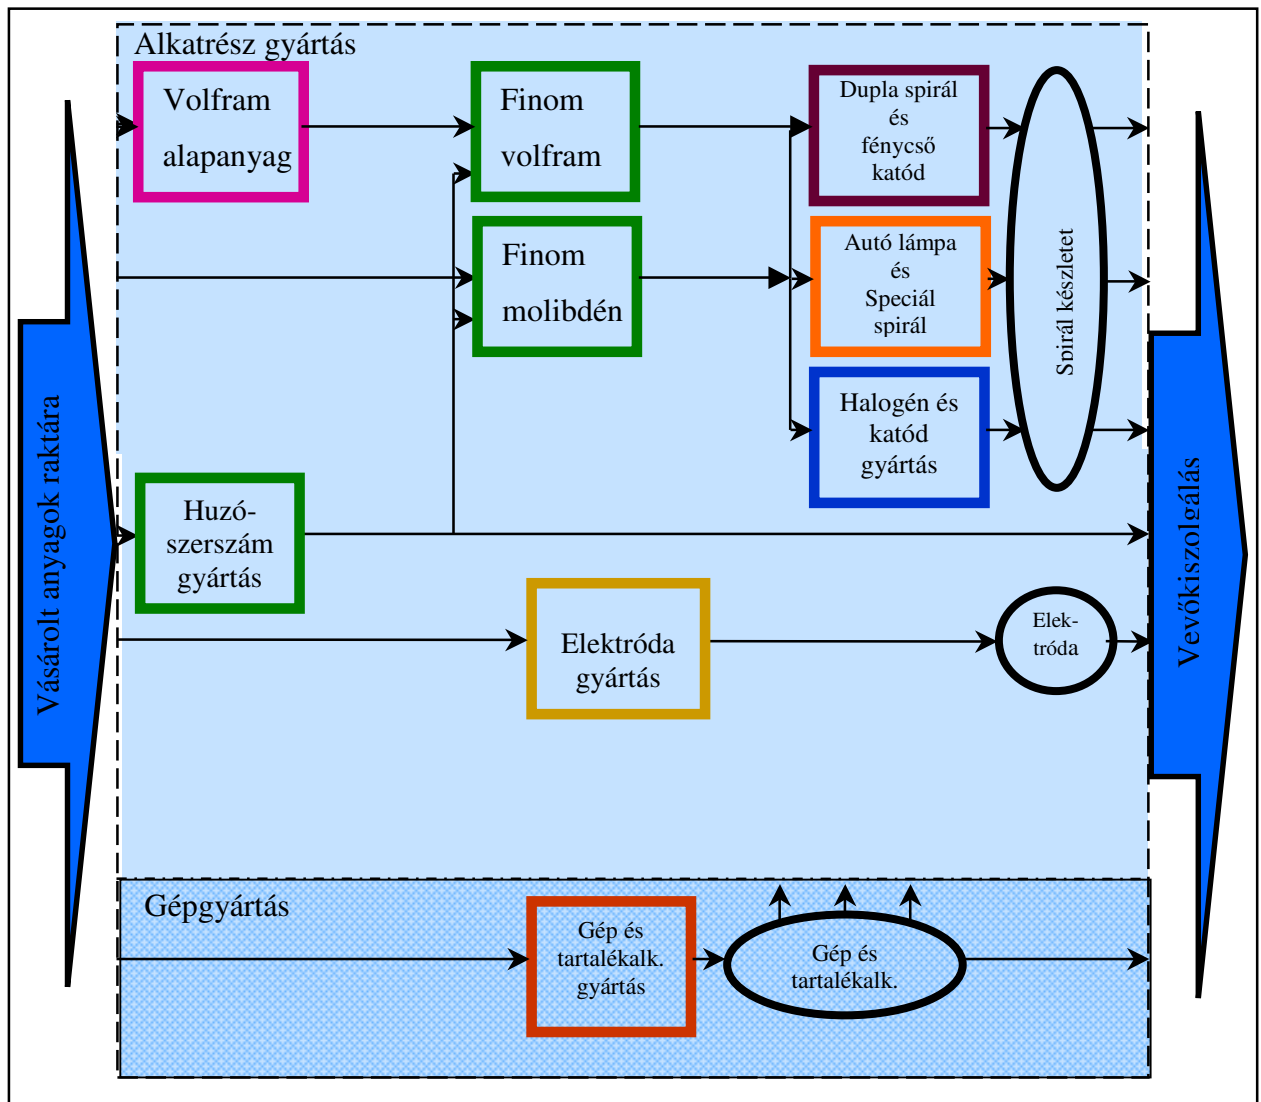 Alkatrész gyártás
Volfram
alapanyag
Finom
volfram
Dupla spirál
és
fénycső
katód
Finom
molibdén
Autó lámpa
és
Speciál
spirál
Spirál készletet
Halogén és
katód
gyártás
Vásárolt anyagok raktára
Huzó-
szerszám
gyártás
Vevőkiszolgálás
Elektróda
gyártás
Elek-
tróda
Gépgyártás
Gép és
tartalékalk.
gyártás
Gép és
tartalékalk.